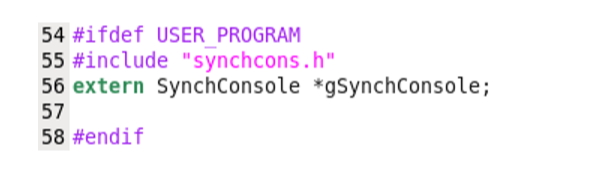 54 #ifdef USER_PROGRAM
55 #include "synchcons.h"
56 extern SynchConsole *gSynchConsole;
57
58 #endif